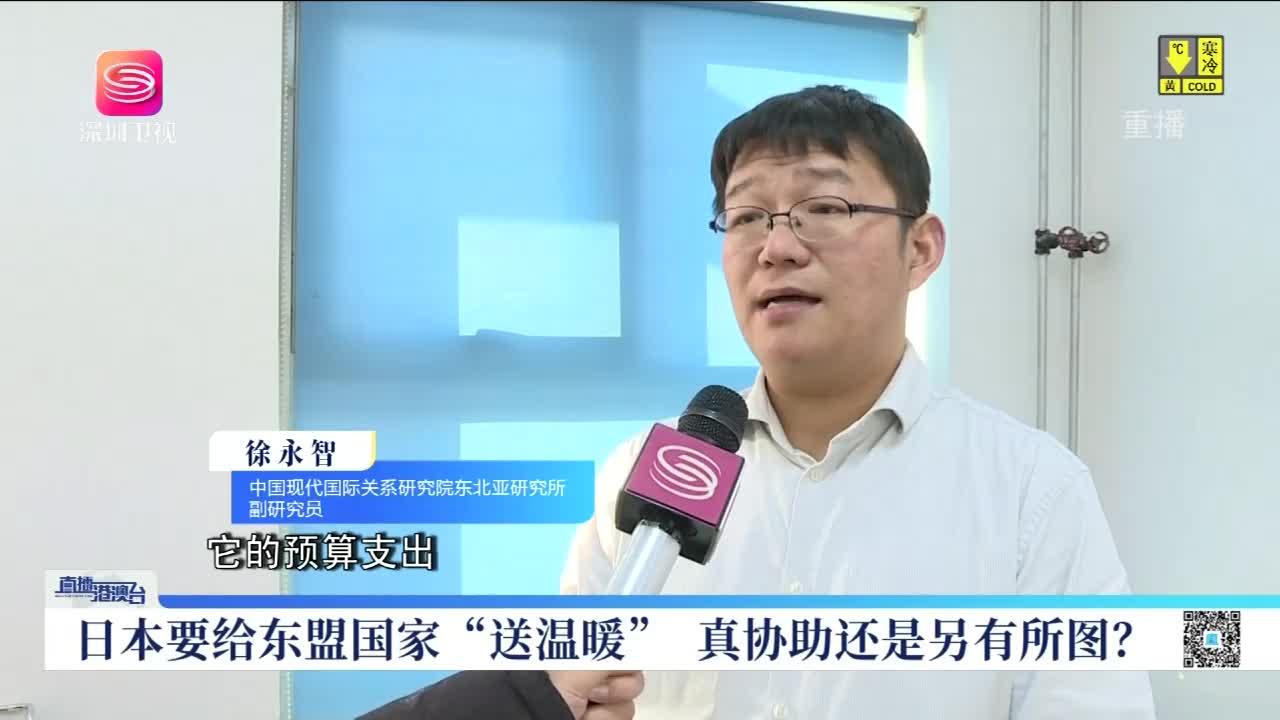 深圳卫视
℃
寒冷
黄
COLD
重播
徐永智
中国现代国际关系研究院东北亚研究所
副研究员
它的预算支出
直播港澳台
日本要给东盟国家“送温暖” 真协助还是另有所图?